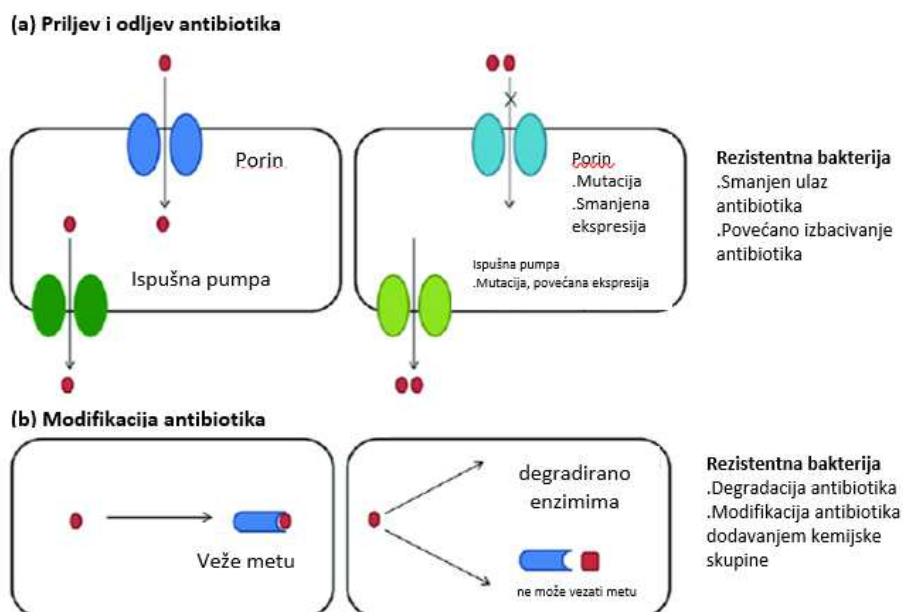 (a) Priljev i odljev antibiotika
Porin
Ispušna pumpa
Porin
.Mutacija
.Smanjena
ekspresija
Ispušna pumpa
.Mutacija, povećana ekspresija
Rezistentna bakterija
.Smanjen ulaz
antibiotika
.Povećano izbacivanje
antibiotika
(b) Modifikacija antibiotika
Veže metu
degradirano
enzimima
ne može vezati metu
Rezistentna bakterija
.Degradacija antibiotika
.Modifikacija antibiotika
dodavanjem kemijske
skupine